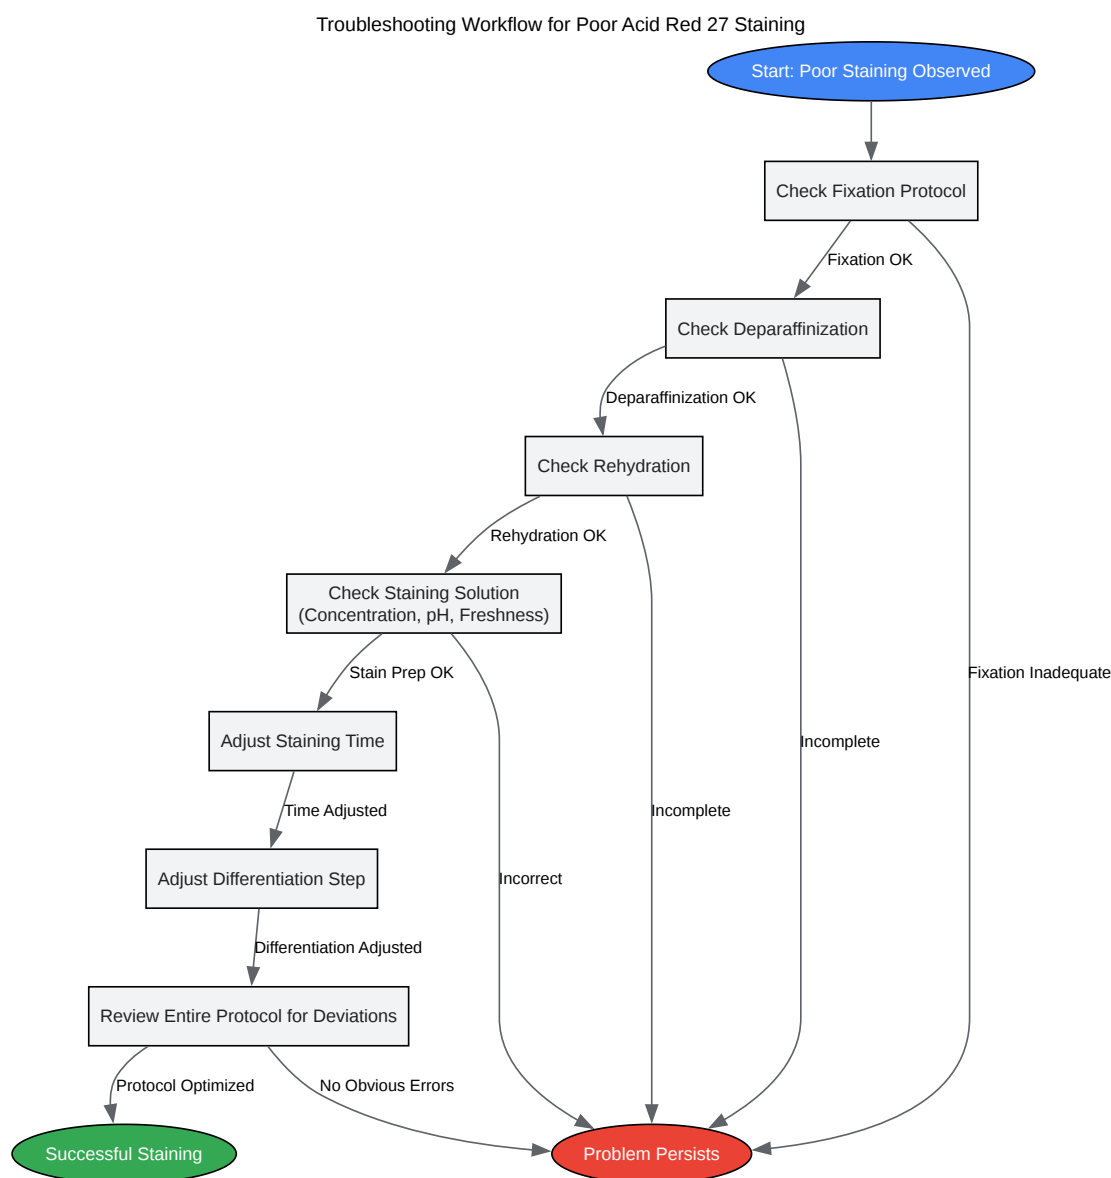 Troubleshooting Workflow for Poor Acid Red 27 Staining
Start: Poor Staining Observed
Check Fixation Protocol
Fixation OK
Check Deparaffinization
Deparaffinization OK
Check Rehydration
Rehydration OK
Check Staining Solution
(Concentration, pH, Freshness)
Stain Prep OK
Fixation Inadequate
Adjust Staining Time
Incomplete
Time Adjusted
Incomplete
Adjust Differentiation Step
Incorrect
Differentiation Adjusted
Review Entire Protocol for Deviations
Protocol Optimized
No Obvious Errors
Successful Staining
Problem Persists